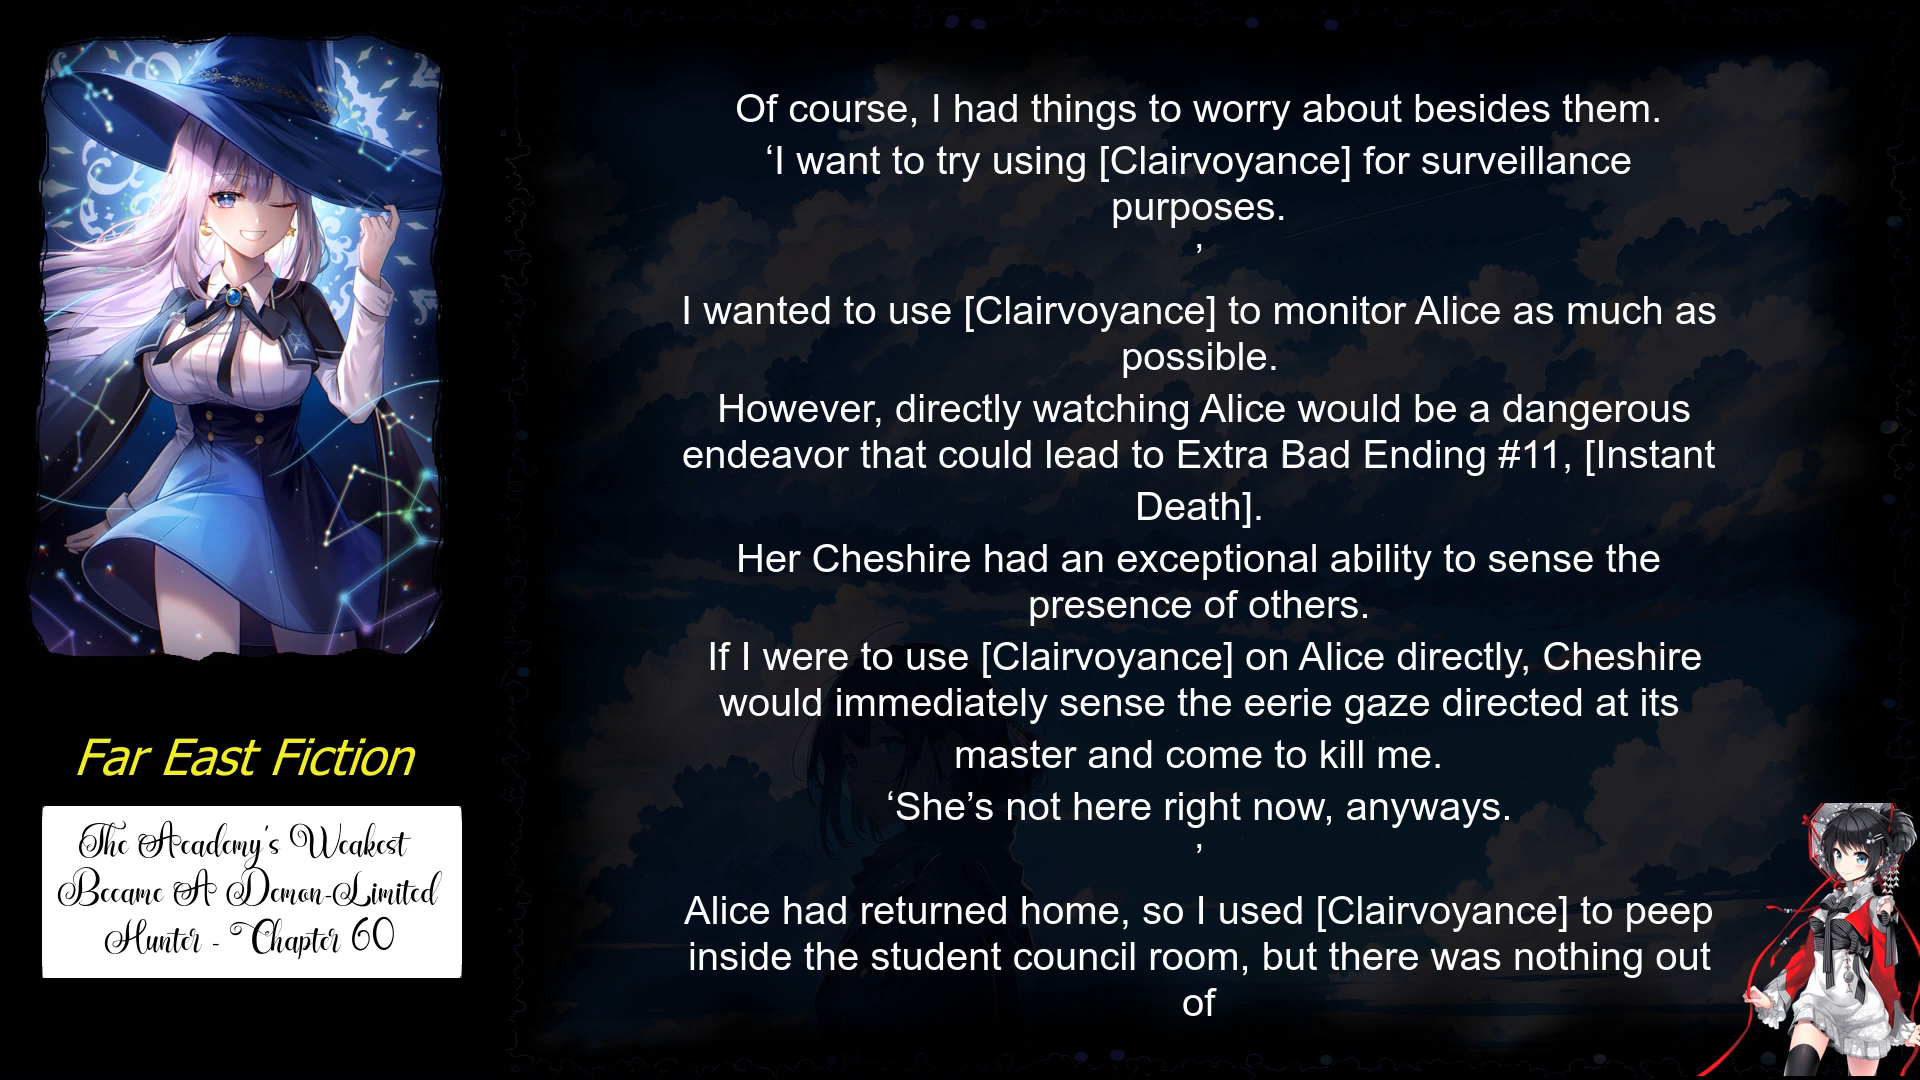 Of course, I had things to worry about besides them.
‘I want to try using [Clairvoyance] for surveillance
purposes.
’
I wanted to use [Clairvoyance] to monitor Alice as much as
possible.
However, directly watching Alice would be a dangerous
endeavor that could lead to Extra Bad Ending #11, [Instant
Death].
Her Cheshire had an exceptional ability to sense the
presence of others.
If I were to use [Clairvoyance] on Alice directly, Cheshire
would immediately sense the eerie gaze directed at its
master and come to kill me.
‘She’s not here right now, anyways.
’
Alice had returned home, so I used [Clairvoyance] to peep
inside the student council room, but there was nothing out
of
Far East Fiction
The Academy's Weakest
Became A Demon-Limited
Hunter - Chapter 60